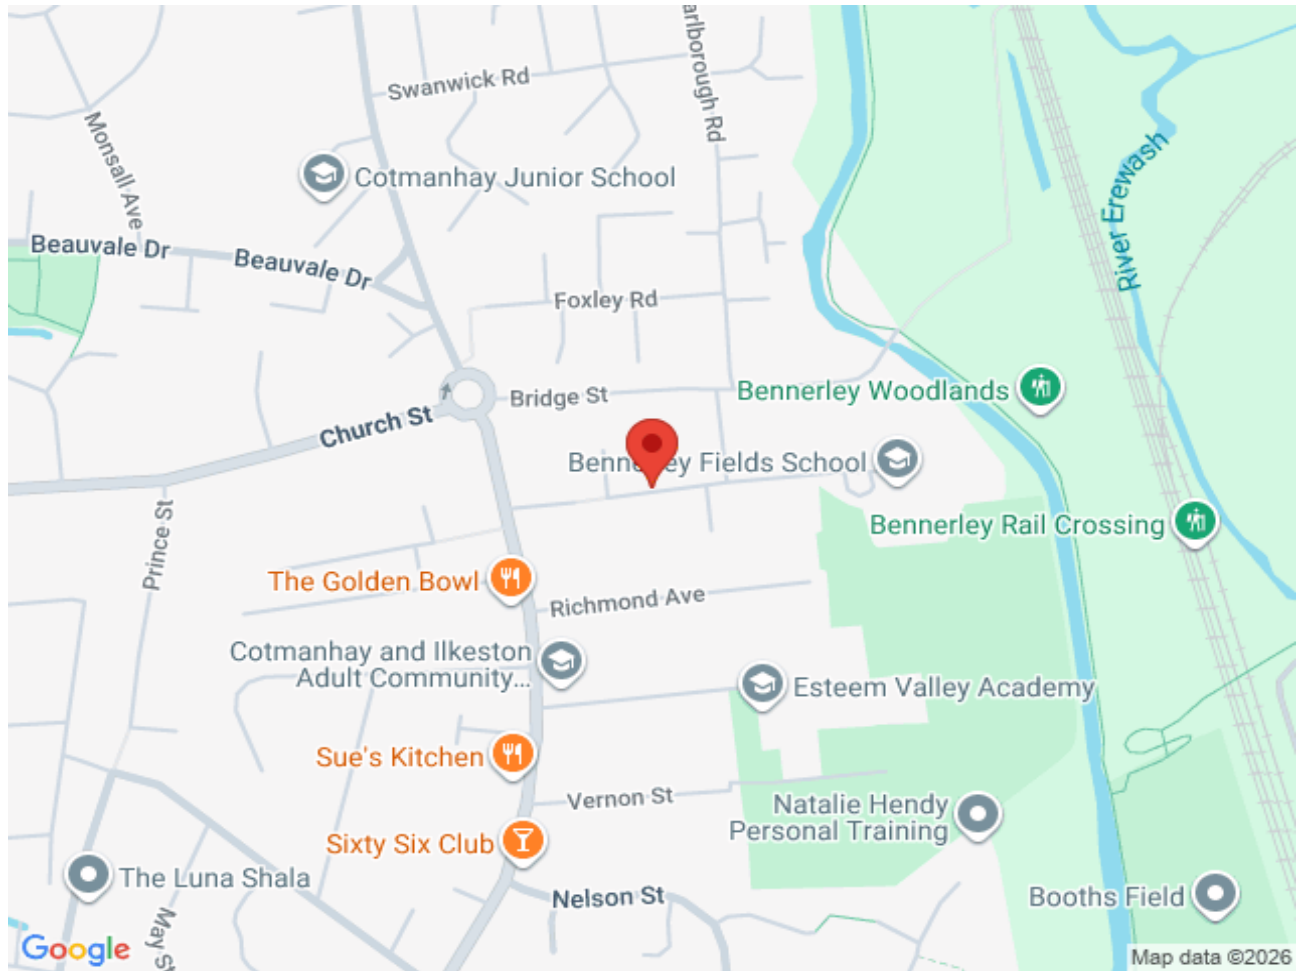 arlborough Rd
Swanwick Rd
Monsall Ave
Cotmanhay Junior School
River Erewash
Beauvale Dr
Beauvale Dr
Foxley Rd
Bridge St
Bennerley Woodlands
Church St
Bennerley Fields School
Prince St
Bennerley Rail Crossing
The Golden Bowl
Richmond Ave
Cotmanhay and Ilkeston
Adult Community...
Esteem Valley Academy
Sue's Kitchen
Vernon St
Natalie Hendy
Personal Training
Sixty Six Club
The Luna Shala
Nelson St
Booths Field
May St
Google
Map data ©2026